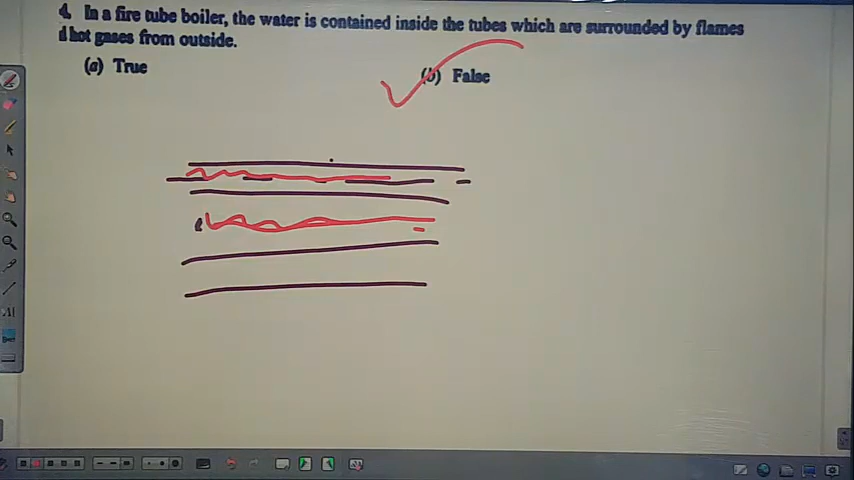 4. In a fire tube boiler, the water is contained inside the tubes which are surrounded by flames
d hot gases from outside.
(a) True
(b) False